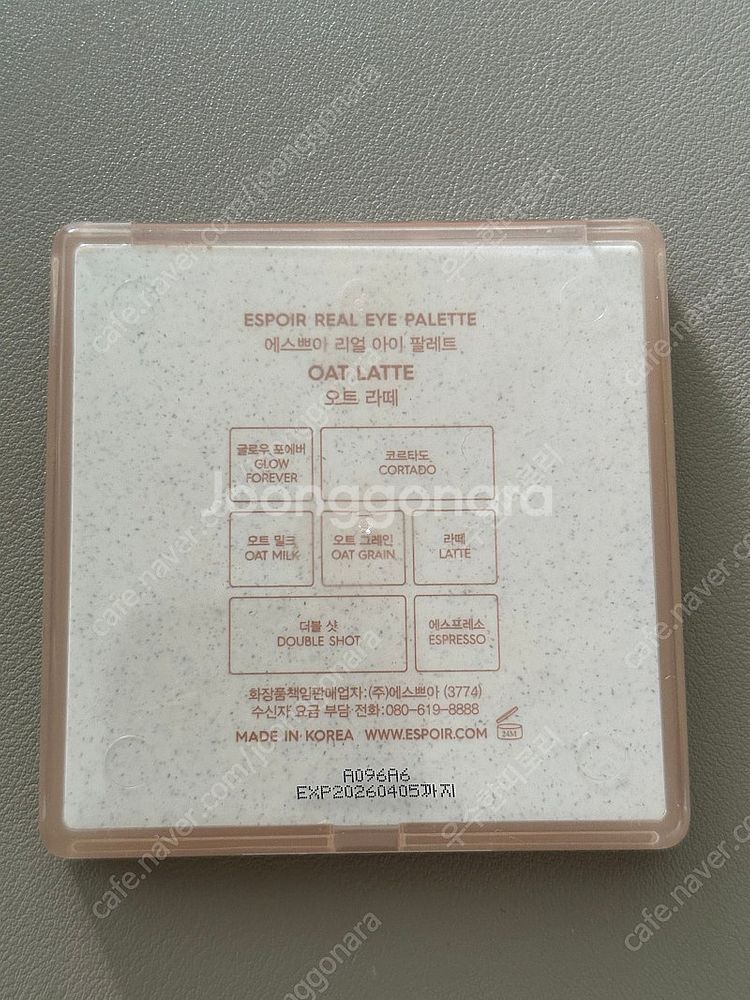 ESPOIR REAL EYE PALETTE
에스쁘아 리얼 아이 팔레트
OAT LATTE
오트 라떼
글로우 포에버
GLOW
FOREVER
코르타도
CORTADO
Joonggonara
오트 밀크
OAT MILK
오트 그레인
OAT GRAIN
라떼
LATTE
더블 샷
DOUBLE SHOT
에스프레소
ESPRESSO
화장품책임판매업자:(주)에스쁘아 (3774)
수신자 요금 부담 전화:080-619-8888
MADE IN KOREA WWW.ESPOIR.COM
24M
A096A6
EXP20260405까지
cafe.naver.com/joonggonara